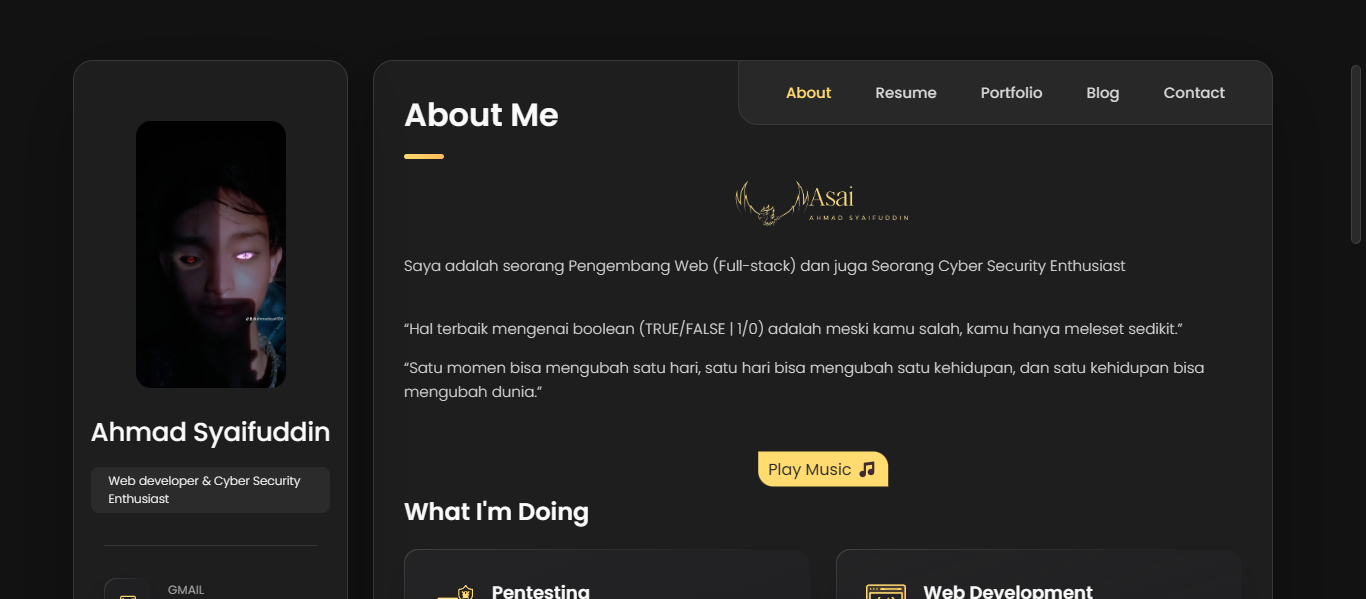 About
Resume
Portfolio
Blog
Contact
About Me
Asai
AHMAD SYAIFUDDIN
Saya adalah seorang Pengembang Web (Full-stack) dan juga Seorang Cyber Security Enthusiast
“Hal terbaik mengenai boolean (TRUE/FALSE | 1/0) adalah meski kamu salah, kamu hanya meleset sedikit.”
“Satu momen bisa mengubah satu hari, satu hari bisa mengubah satu kehidupan, dan satu kehidupan bisa
mengubah dunia.”
Play Music
What I'm Doing
Pentesting
Web Development
Ahmad Syaifuddin
Web developer & Cyber Security
Enthusiast
GMAIL